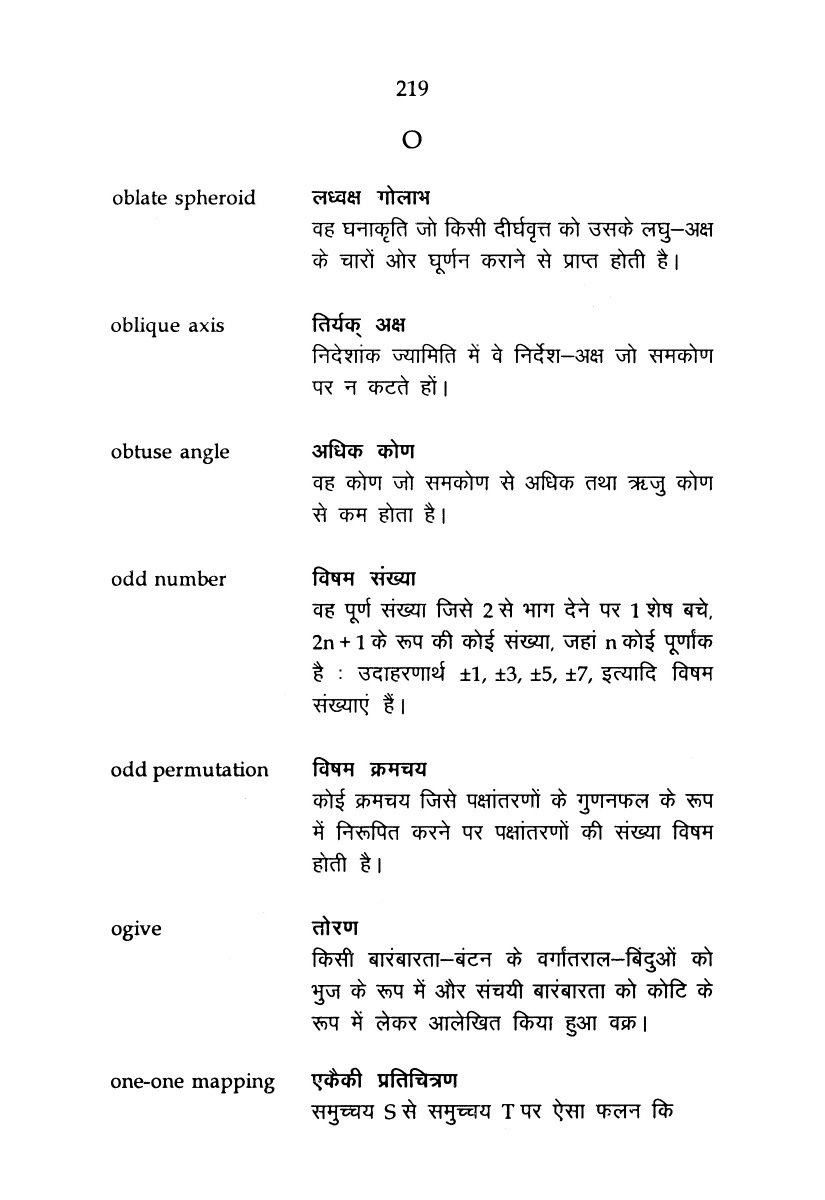 219
O
oblate spheroid लध्वक्ष गोलाभ
वह घनाकृति जो किसी दीर्घवृत्त को उसके लघु–अक्ष
के चारों ओर घूर्णन कराने से प्राप्त होती है।
oblique axis तिर्यक् अक्ष
निदेशांक ज्यामिति में वे निर्देश–अक्ष जो समकोण
पर न कटते हों।
obtuse angle अधिक कोण
वह कोण जो समकोण से अधिक तथा ऋजु कोण
से कम होता है।
odd number विषम संख्या
वह पूर्ण संख्या जिसे 2 से भाग देने पर 1 शेष बचे,
2n + 1 के रूप की कोई संख्या, जहां n कोई पूर्णांक
है : उदाहरणार्थ ±1, ±3, ±5, ±7, इत्यादि विषम
संख्याएं हैं।
odd permutation विषम क्रमचय
कोई क्रमचय जिसे पक्षांतरणों के गुणनफल के रूप
में निरूपित करने पर पक्षांतरणों की संख्या विषम
होती है।
ogive तोरण
किसी बारंबारता–बंटन के वर्गांतराल–बिंदुओं को
भुज के रूप में और संचयी बारंबारता को कोटि के
रूप में लेकर आलेखित किया हुआ वक्र।
one-one mapping एकैकी प्रतिचित्रण
समुच्चय S से समुच्चय T पर ऐसा फलन कि